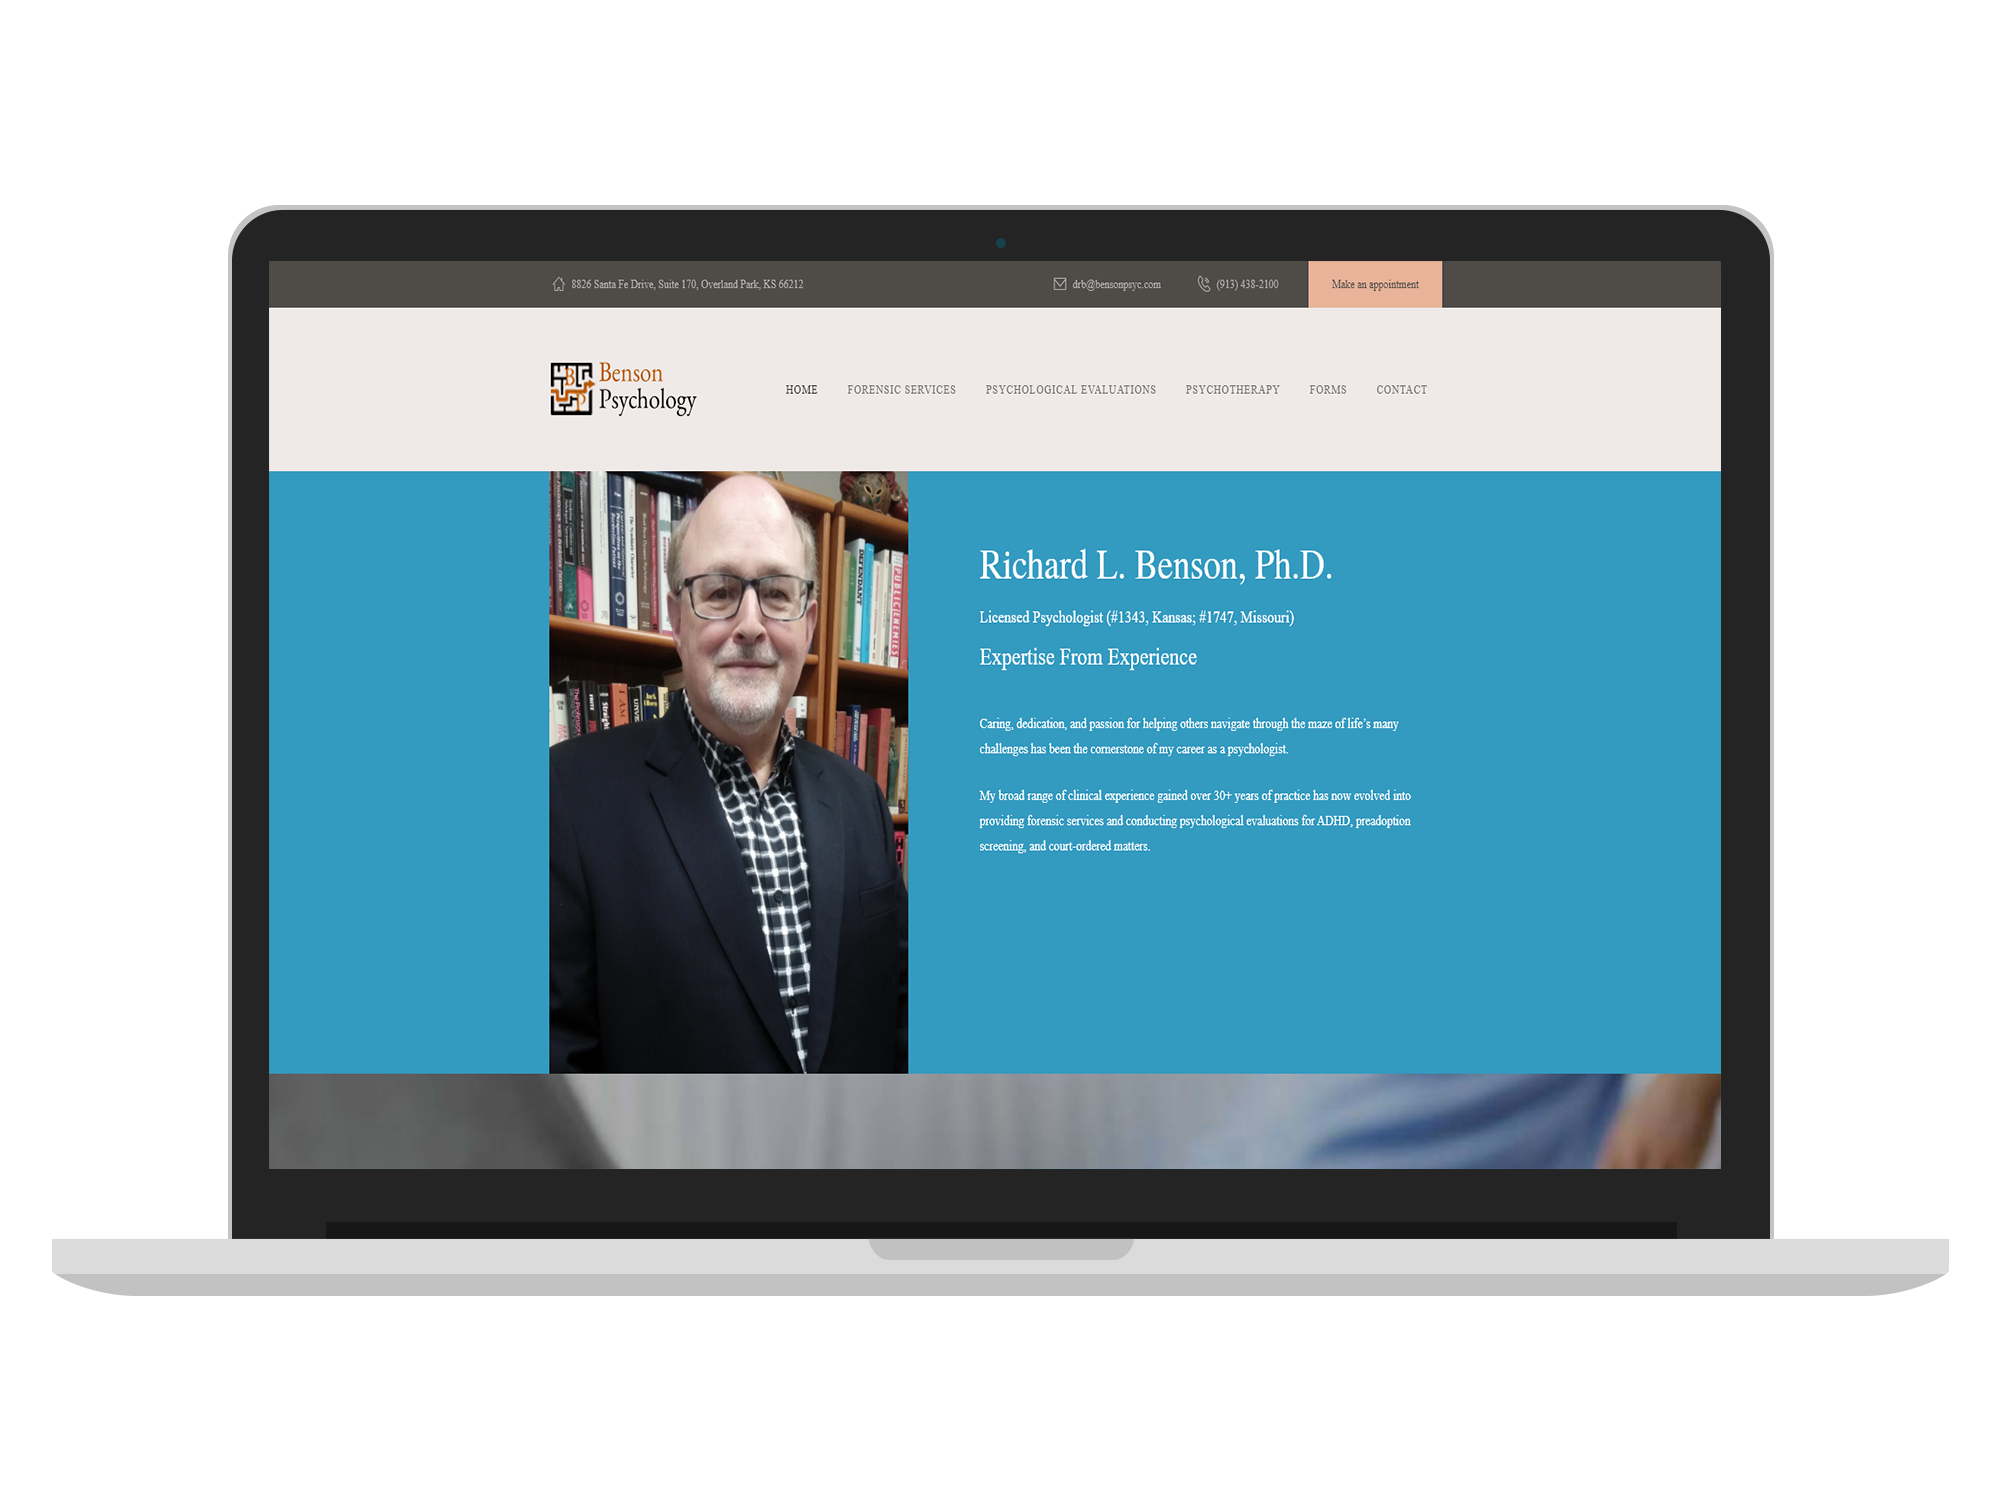 8826 Santa Fe Drive, Suite 170, Overland Park, KS 66212
drb@bensonpsyc.com
(913) 438-2100
Make an appointment
Benson
Psychology
HOME
FORENSIC SERVICES
PSYCHOLOGICAL EVALUATIONS
PSYCHOTHERAPY
FORMS
CONTACT
DEFENDANT
PUBLIC ENEMIES
I AM
Richard L. Benson, Ph.D.
Licensed Psychologist (#1343, Kansas; #1747, Missouri)
Expertise From Experience
Caring, dedication, and passion for helping others navigate through the maze of life’s many
challenges has been the cornerstone of my career as a psychologist.
My broad range of clinical experience gained over 30+ years of practice has now evolved into
providing forensic services and conducting psychological evaluations for ADHD, preadoption
screening, and court-ordered matters.